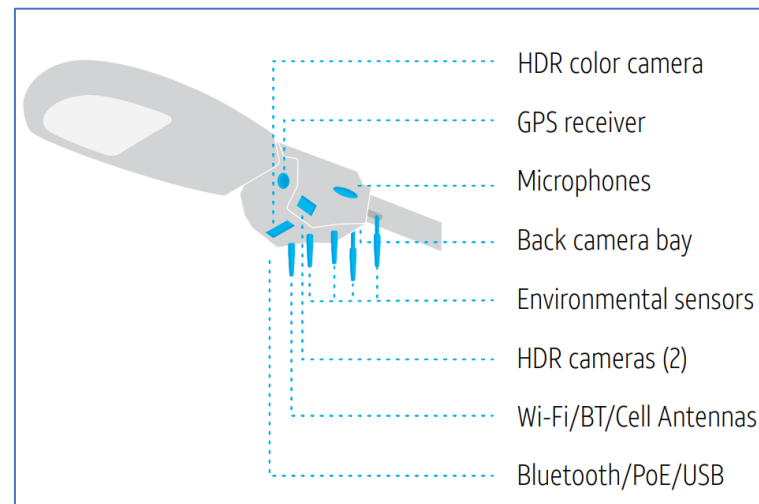 HDR color camera
GPS receiver
Microphones
Back camera bay
Environmental sensors
HDR cameras (2)
Wi-Fi/BT/Cell Antennas
Bluetooth/PoE/USB